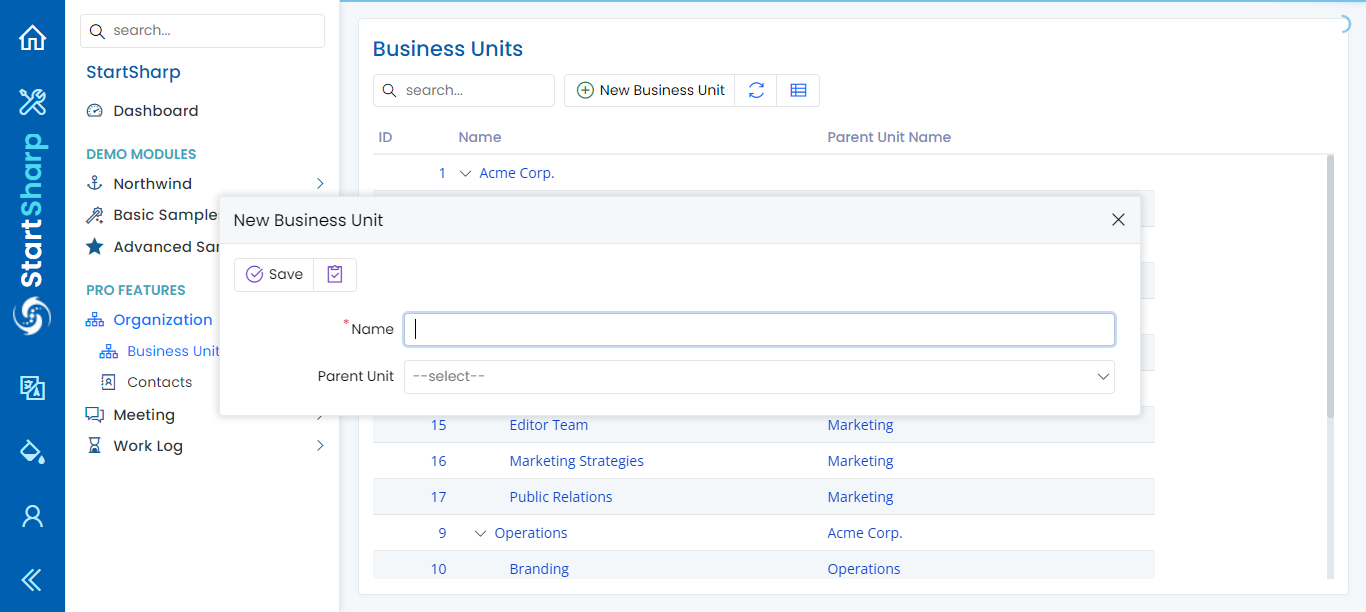 StartSharp
search...
StartSharp
Dashboard
DEMO MODULES
Northwind
Basic Sample
Advanced Sar
PRO FEATURES
Organization
Business Unit
Contacts
Meeting
Work Log
Business Units
search...
New Business Unit
ID Name Parent Unit Name
1 Acme Corp.
New Business Unit
Save
*Name
Parent Unit --select--
15 Editor Team Marketing
16 Marketing Strategies Marketing
17 Public Relations Marketing
9 Operations Acme Corp.
10 Branding Operations